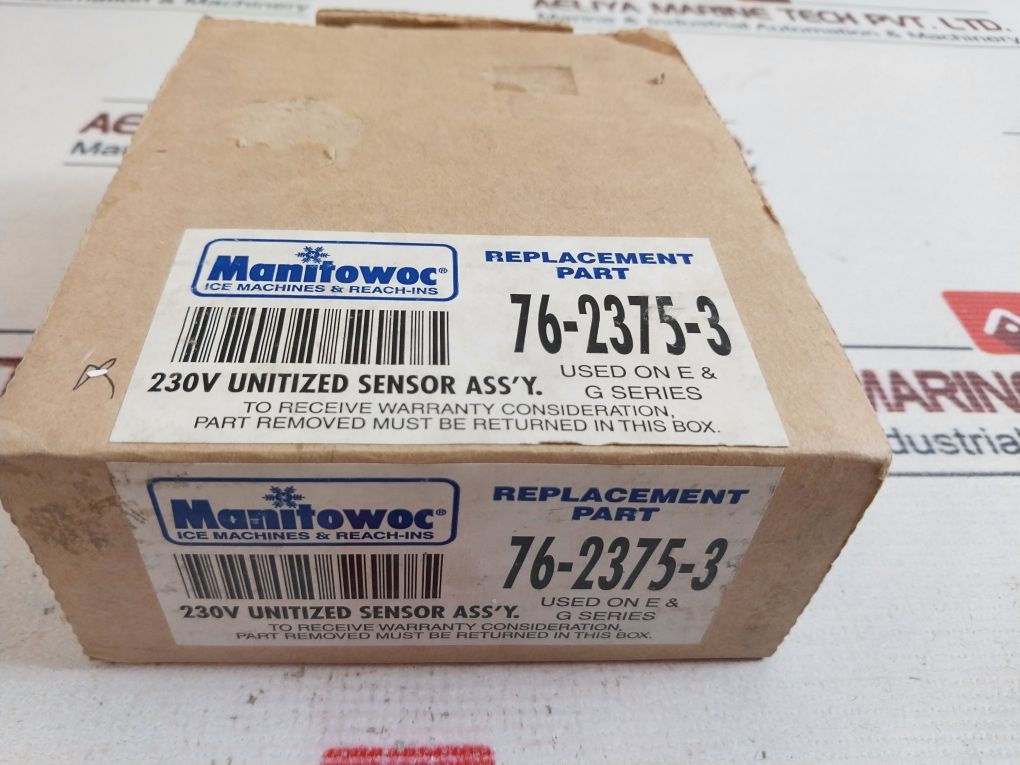 AELIYA MARINE TECH PVT. LTD.
Marine & Industrial Automation & Machinery
Automation & Machinery
Manitowoc®
ICE MACHINES & REACH-INS
REPLACEMENT
PART
76-2375-3
230V UNITIZED SENSOR ASS'Y.
USED ON E &
G SERIES
TO RECEIVE WARRANTY CONSIDERATION,
PART REMOVED MUST BE RETURNED IN THIS BOX.
Manitowoc®
ICE MACHINES & REACH-INS
REPLACEMENT
PART
76-2375-3
230V UNITIZED SENSOR ASS'Y.
USED ON E &
G SERIES
TO RECEIVE WARRANTY CONSIDERATION,
PART REMOVED MUST BE RETURNED IN THIS BOX.